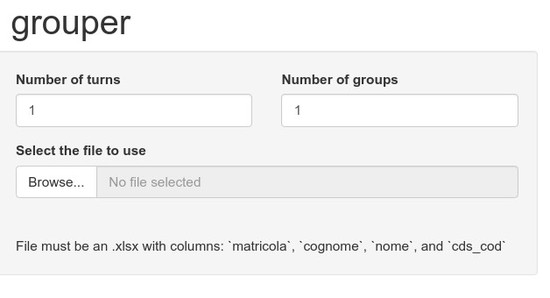 grouper
Number of turns Number of groups
1 1
Select the file to use
Browse... No file selected
File must be an .xlsx with columns: `matricola`, `cognome`, `nome`, and `cds_cod`